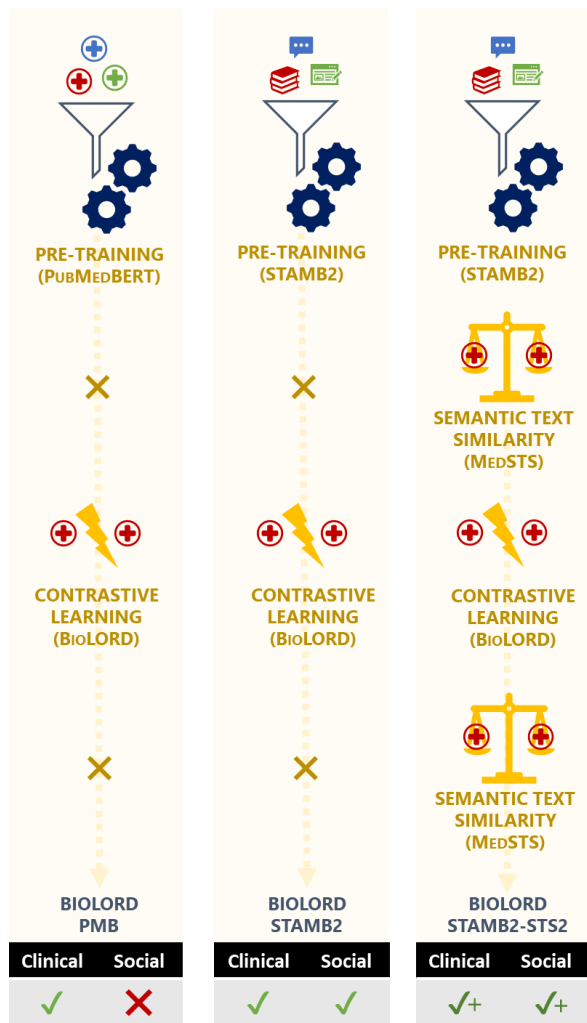 PRE-TRAINING
(PUBMEDBERT)
CONTRASTIVE
LEARNING
(BIOLORD)
BIOLORD
PMB
Clinical Social
PRE-TRAINING
(STAMB2)
CONTRASTIVE
LEARNING
(BIOLORD)
BIOLORD
STAMB2
Clinical Social
PRE-TRAINING
(STAMB2)
SEMANTIC TEXT
SIMILARITY
(MEDSTS)
CONTRASTIVE
LEARNING
(BIOLORD)
SEMANTIC TEXT
SIMILARITY
(MEDSTS)
BIOLORD
STAMB2-STS2
Clinical Social